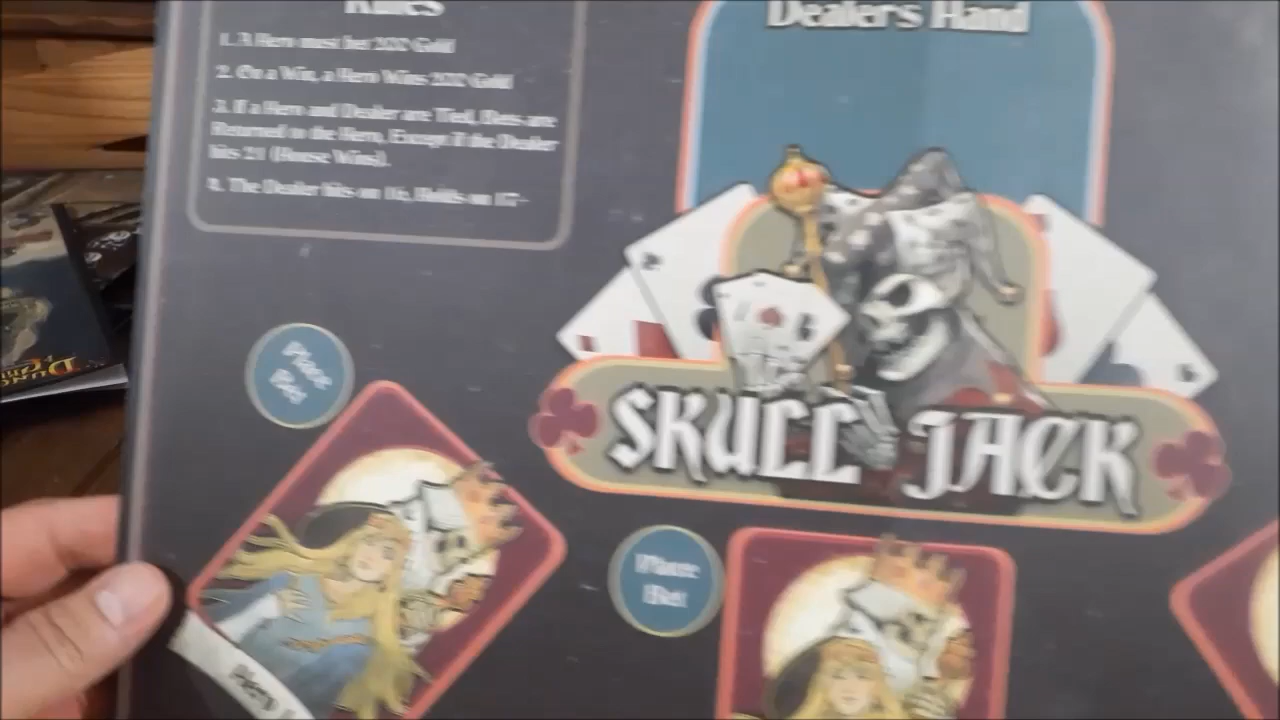 Rules
1. A Hero must bet 200 Gold
2. On a Win, a Hero Wins 200 Gold
3. If a Hero and Dealer are Tied, Bets are
Returned to the Hero, Except if the Dealer
hits 21 (House Wins).
4. The Dealer hits on 16, Holds on 17-
Dealer's Hand
SKULL JACK
Place
Bet
Place
Bet